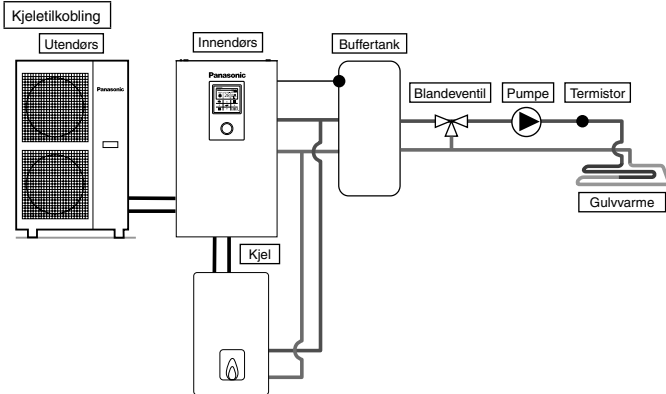 Kjeletilkobling
Utendørs
Innendørs
Buffertank
Panasonic
Panasonic
Blandeventil
Pumpe
Termistor
Gulvvarme
Kjel